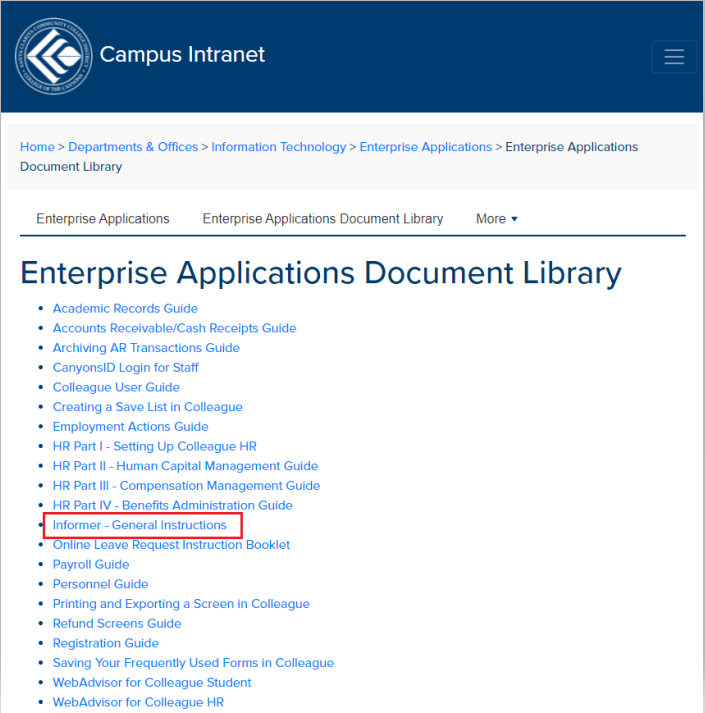 SANTA CLARITA COMMUNITY COLLEGE DISTRICT
COLLEGE OF THE CANYONS
Campus Intranet
Home > Departments & Offices > Information Technology > Enterprise Applications > Enterprise Applications
Document Library
Enterprise Applications Enterprise Applications Document Library More ▾
Enterprise Applications Document Library
• Academic Records Guide
• Accounts Receivable/Cash Receipts Guide
• Archiving AR Transactions Guide
• CanyonsID Login for Staff
• Colleague User Guide
• Creating a Save List in Colleague
• Employment Actions Guide
• HR Part I - Setting Up Colleague HR
• HR Part II - Human Capital Management Guide
• HR Part III - Compensation Management Guide
• HR Part IV - Benefits Administration Guide
• Informer - General Instructions
• Online Leave Request Instruction Booklet
• Payroll Guide
• Personnel Guide
• Printing and Exporting a Screen in Colleague
• Refund Screens Guide
• Registration Guide
• Saving Your Frequently Used Forms in Colleague
• WebAdvisor for Colleague Student
• WebAdvisor for Colleague HR